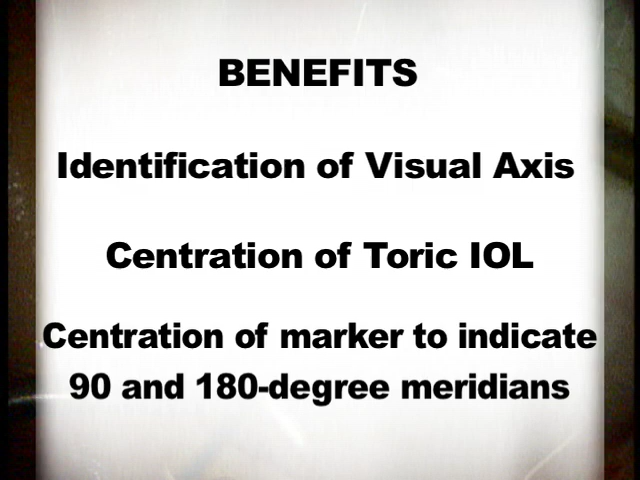 BENEFITS
Identification of Visual Axis
Centration of Toric IOL
Centration of marker to indicate
90 and 180-degree meridians